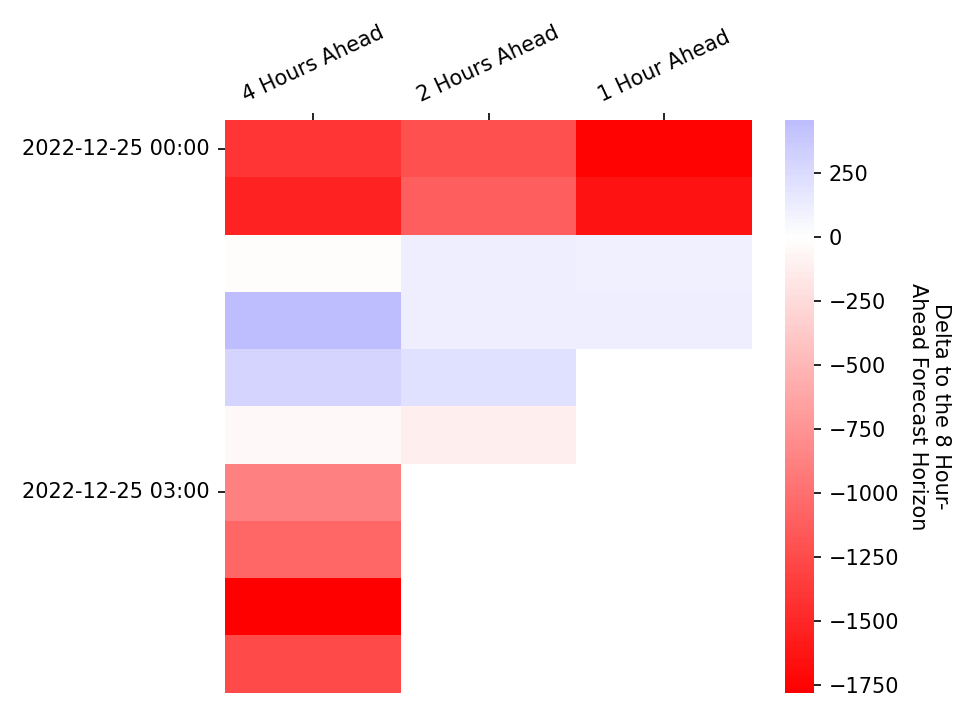 4 Hours Ahead
2 Hours Ahead
1 Hour Ahead
2022-12-25 00:00
2022-12-25 03:00
250
0
−250
−500
−750
−1000
−1250
−1500
−1750
Delta to the 8 Hour-
Ahead Forecast Horizon